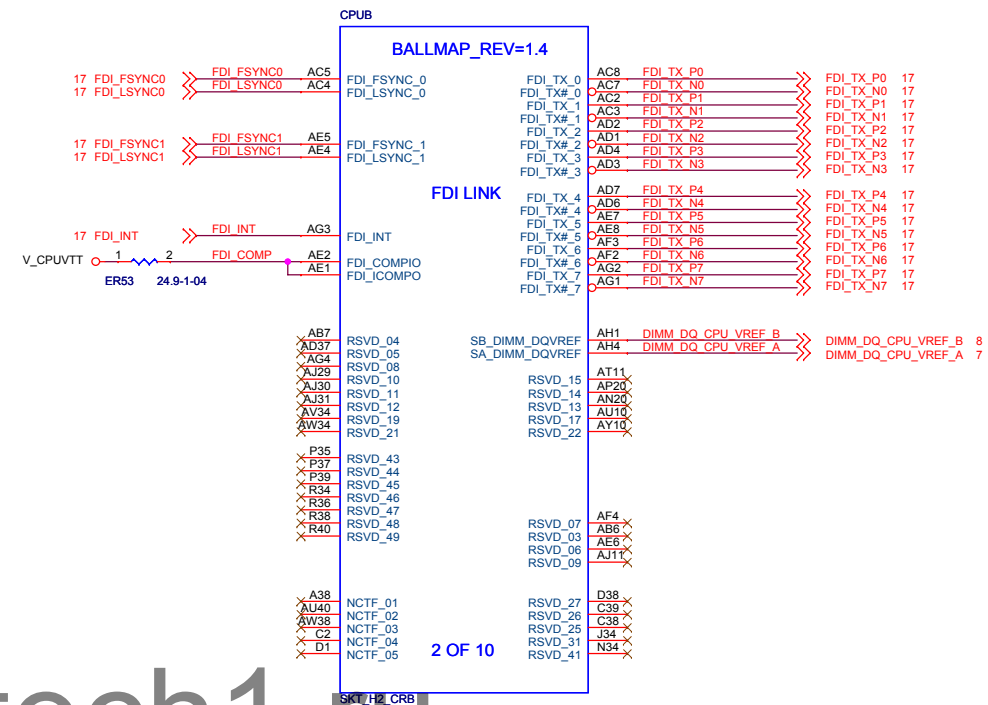 CPUB
BALLMAP_REV=1.4
17 FDI_FSYNC0 FDI_FSYNC0 AC5 FDI_FSYNC_0
17 FDI_LSYNC0 FDI_LSYNC0 AC4 FDI_LSYNC_0
17 FDI_FSYNC1 FDI_FSYNC1 AE5 FDI_FSYNC_1
17 FDI_LSYNC1 FDI_LSYNC1 AE4 FDI_LSYNC_1
FDI LINK
17 FDI_INT FDI_INT AG3 FDI_INT
V_CPUVTT 1 2 FDI_COMP AE2 FDI_COMPIO
AE1 FDI_ICOMPO
ER53 24.9-1-04
FDI_TX_0 AC8 FDI_TX_P0 FDI_TX_P0 17
FDI_TX#_0 AC7 FDI_TX_N0 FDI_TX_N0 17
FDI_TX_1 AC2 FDI_TX_P1 FDI_TX_P1 17
FDI_TX#_1 AC3 FDI_TX_N1 FDI_TX_N1 17
FDI_TX_2 AD2 FDI_TX_P2 FDI_TX_P2 17
FDI_TX#_2 AD1 FDI_TX_N2 FDI_TX_N2 17
FDI_TX_3 AD4 FDI_TX_P3 FDI_TX_P3 17
FDI_TX#_3 AD3 FDI_TX_N3 FDI_TX_N3 17
FDI_TX_4 AD7 FDI_TX_P4 FDI_TX_P4 17
FDI_TX#_4 AD6 FDI_TX_N4 FDI_TX_N4 17
FDI_TX_5 AE7 FDI_TX_P5 FDI_TX_P5 17
FDI_TX#_5 AE8 FDI_TX_N5 FDI_TX_N5 17
FDI_TX_6 AF3 FDI_TX_P6 FDI_TX_P6 17
FDI_TX#_6 AF2 FDI_TX_N6 FDI_TX_N6 17
FDI_TX_7 AG2 FDI_TX_P7 FDI_TX_P7 17
FDI_TX#_7 AG1 FDI_TX_N7 FDI_TX_N7 17
AB7 RSVD_04
AD37 RSVD_05
AG4 RSVD_08
AJ29 RSVD_10
AJ30 RSVD_11
AJ31 RSVD_12
AV34 RSVD_19
AW34 RSVD_21
SB_DIMM_DQVREF AH1 DIMM_DQ_CPU_VREF_B DIMM_DQ_CPU_VREF_B 8
SA_DIMM_DQVREF AH4 DIMM_DQ_CPU_VREF_A DIMM_DQ_CPU_VREF_A 7
RSVD_15 AT11
RSVD_14 AP20
RSVD_13 AN20
RSVD_17 AU10
RSVD_22 AY10
P35 RSVD_43
P37 RSVD_44
P39 RSVD_45
R34 RSVD_46
R36 RSVD_47
R38 RSVD_48
R40 RSVD_49
RSVD_07 AF4
RSVD_03 AB6
RSVD_06 AE6
RSVD_09 AJ11
A38 NCTF_01
AU40 NCTF_02
AW38 NCTF_03
C2 NCTF_04
D1 NCTF_05
RSVD_27 D38
RSVD_26 C39
RSVD_25 C38
RSVD_31 J34
RSVD_41 N34
2 OF 10
SKT_H2_CRB